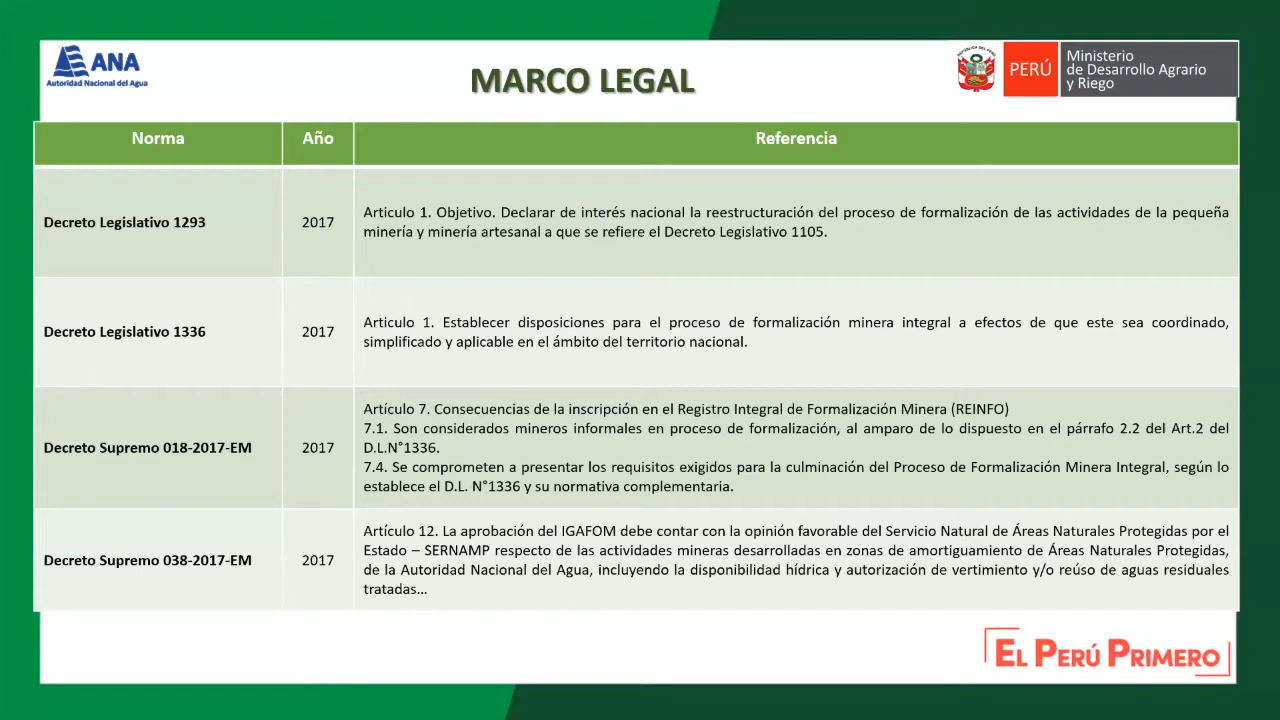 ANA
Autoridad Nacional del Agua
MARCO LEGAL
REPÚBLICA DEL PERÚ
PERÚ
Ministerio
de Desarrollo Agrario
y Riego
Norma
Año
Referencia
Decreto Legislativo 1293
2017
Articulo 1. Objetivo. Declarar de interés nacional la reestructuración del proceso de formalización de las actividades de la pequeña
minería y minería artesanal a que se refiere el Decreto Legislativo 1105.
Decreto Legislativo 1336
2017
Articulo 1. Establecer disposiciones para el proceso de formalización minera integral a efectos de que este sea coordinado,
simplificado y aplicable en el ámbito del territorio nacional.
Decreto Supremo 018-2017-EM
2017
Artículo 7. Consecuencias de la inscripción en el Registro Integral de Formalización Minera (REINFO)
7.1. Son considerados mineros informales en proceso de formalización, al amparo de lo dispuesto en el párrafo 2.2 del Art.2 del
D.L.N°1336.
7.4. Se comprometen a presentar los requisitos exigidos para la culminación del Proceso de Formalización Minera Integral, según lo
establece el D.L. N°1336 y su normativa complementaria.
Decreto Supremo 038-2017-EM
2017
Artículo 12. La aprobación del IGAFOM debe contar con la opinión favorable del Servicio Natural de Áreas Naturales Protegidas por el
Estado – SERNAMP respecto de las actividades mineras desarrolladas en zonas de amortiguamiento de Áreas Naturales Protegidas,
de la Autoridad Nacional del Agua, incluyendo la disponibilidad hídrica y autorización de vertimiento y/o reúso de aguas residuales
tratadas…
EL PERÚ PRIMERO